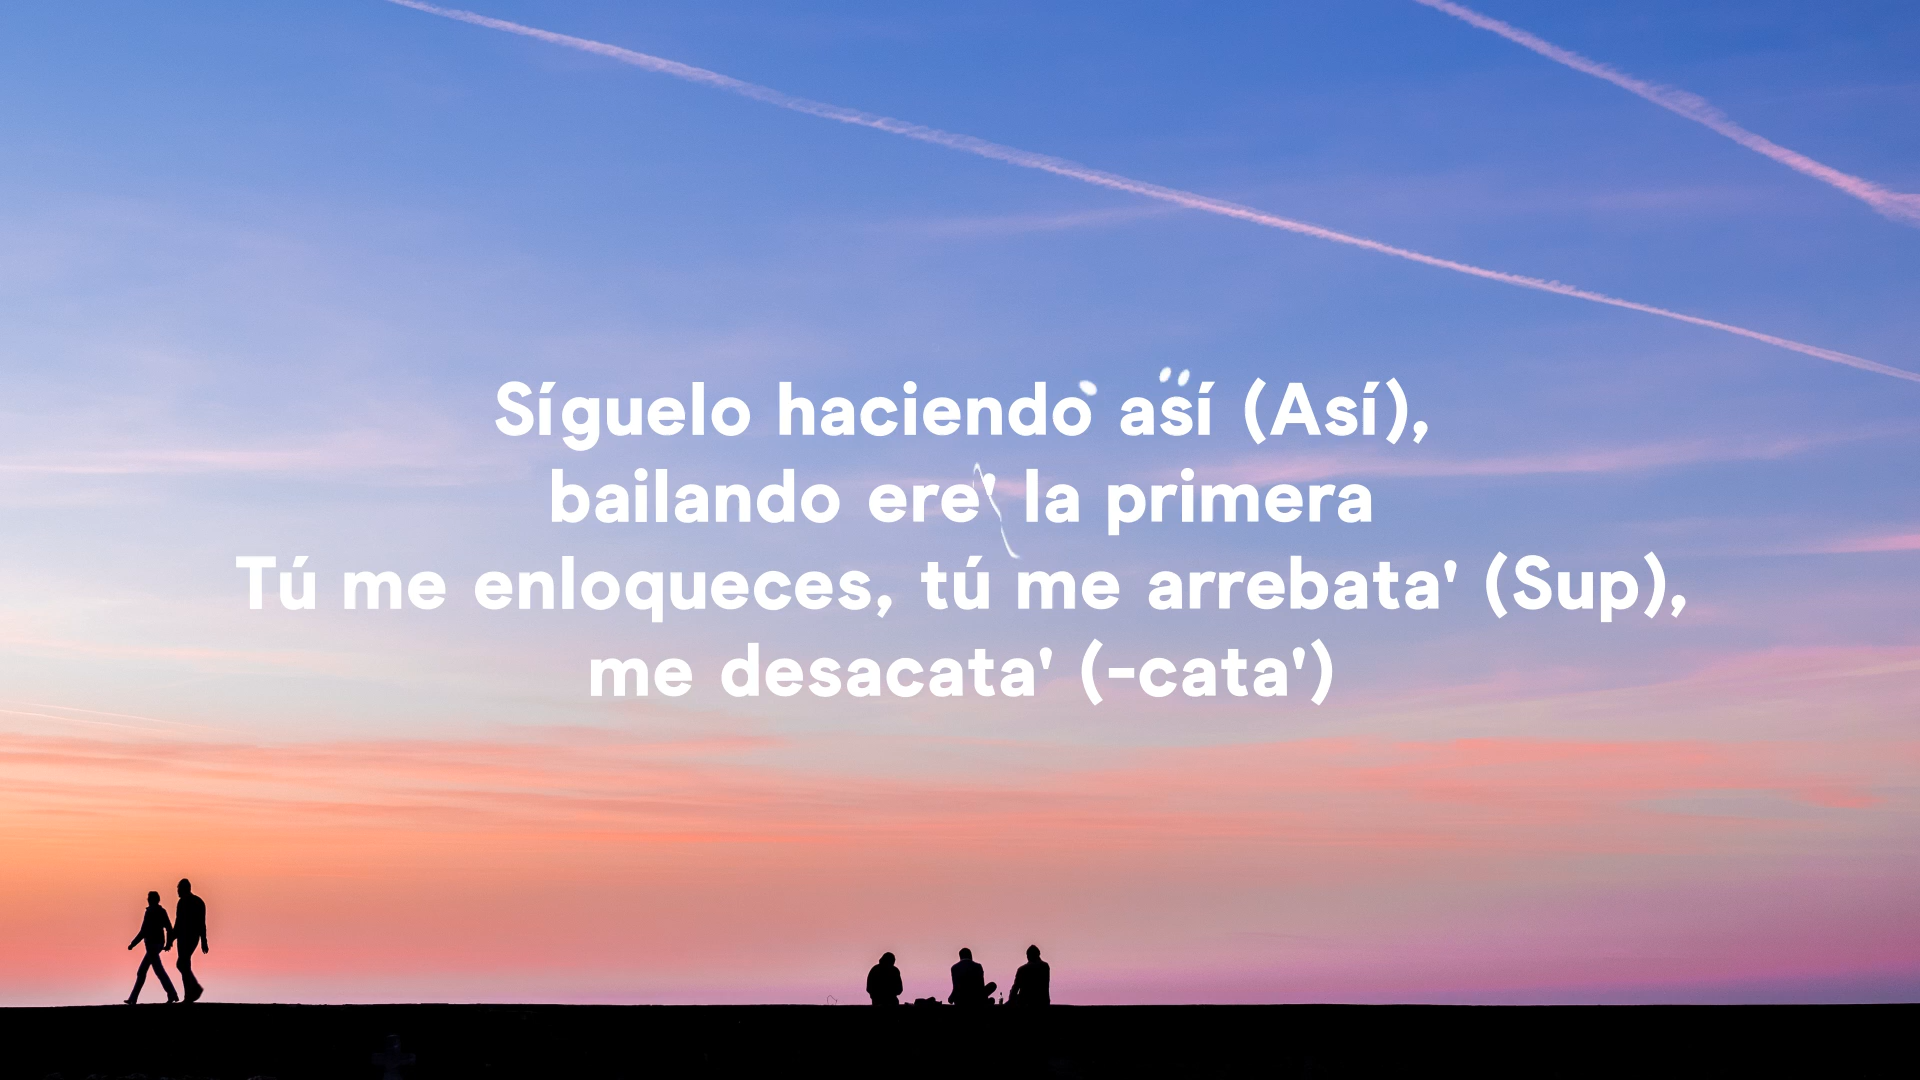 Síguelo haciendo así (Así),
bailando ere' la primera
Tú me enloqueces, tú me arrebata' (Sup),
me desacata' (-cata')